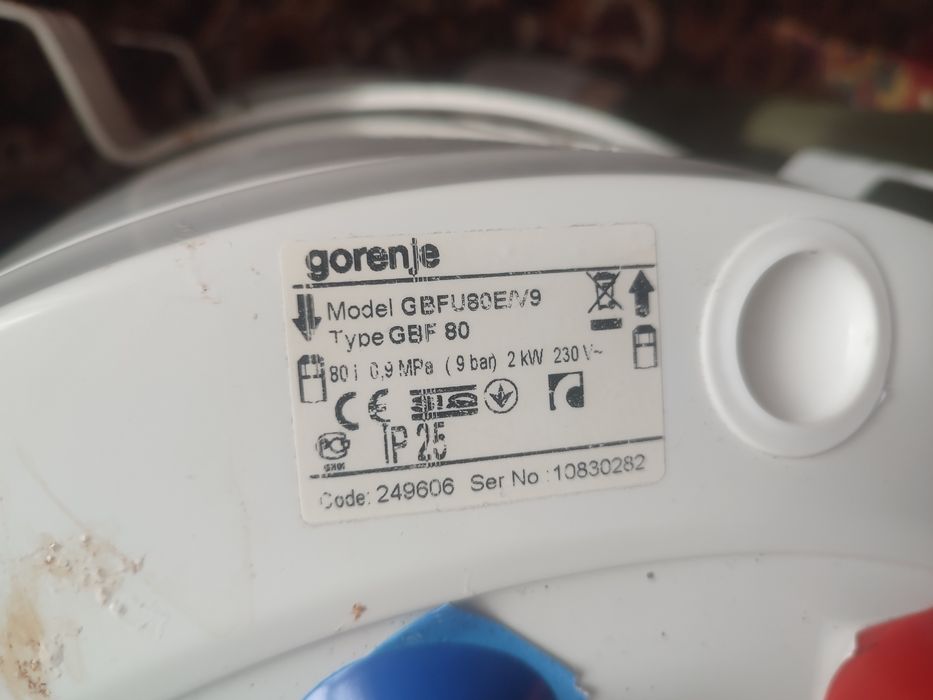 gorenje
Model GBFU80E/V9
Type GBF 80
80 l 0,9 MPa (9 bar) 2 kW 230 V~
CE
IP 25
Code: 249606 Ser No : 10830282